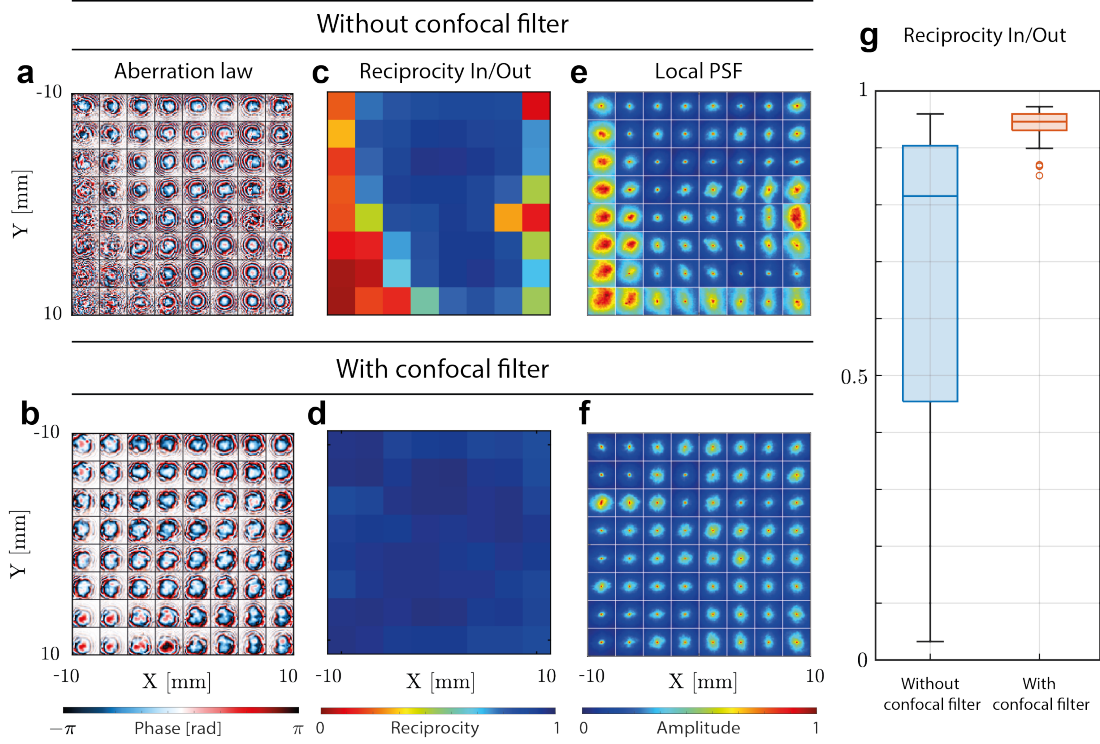 Without confocal filter
g Reciprocity In/Out
a Aberration law
c Reciprocity In/Out
e Local PSF
-10
Y [mm]
10
With confocal filter
b
d
f
-10
Y [mm]
10
-10 X [mm] 10
X [mm]
-10 X [mm] 10
−π Phase [rad] π
0 Reciprocity 1
0 Amplitude 1
1
0.5
0
Without
confocal filter
With
confocal filter